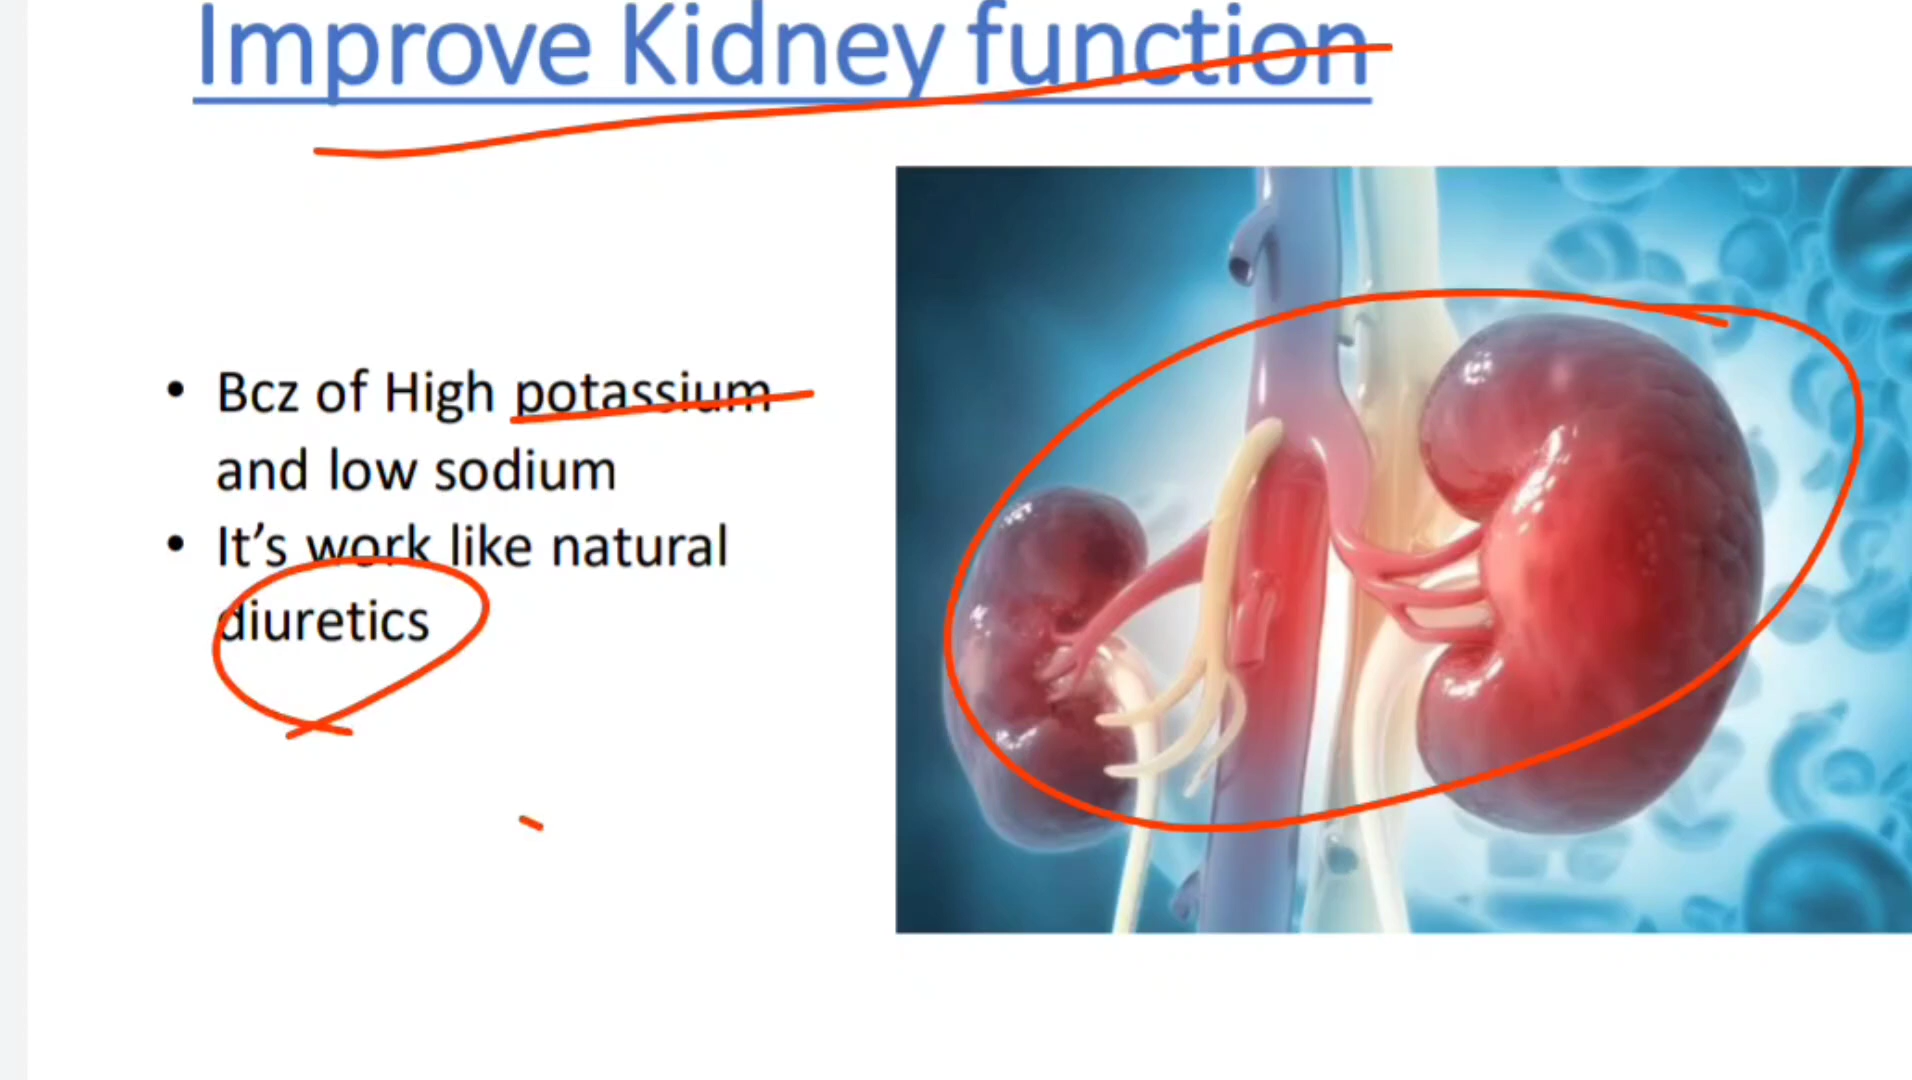 Improve Kidney function
• Bcz of High potassium
and low sodium
• It’s work like natural
diuretics